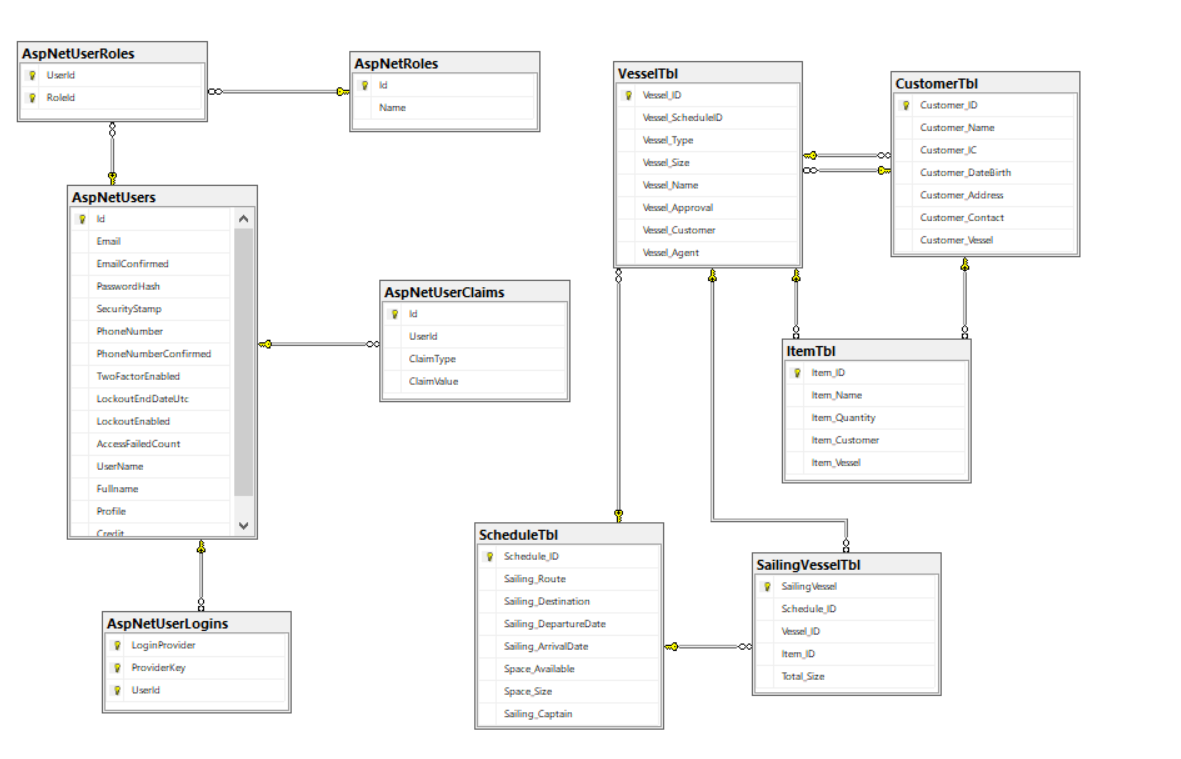 AspNetUserRoles
UserId
RoleId
AspNetRoles
Id
Name
AspNetUsers
Id
Email
EmailConfirmed
PasswordHash
SecurityStamp
PhoneNumber
PhoneNumberConfirmed
TwoFactorEnabled
LockoutEndDateUtc
LockoutEnabled
AccessFailedCount
UserName
Fullname
Profile
Credit
AspNetUserClaims
Id
UserId
ClaimType
ClaimValue
AspNetUserLogins
LoginProvider
ProviderKey
UserId
VesselTbl
Vessel_ID
Vessel_ScheduleID
Vessel_Type
Vessel_Size
Vessel_Name
Vessel_Approval
Vessel_Customer
Vessel_Agent
CustomerTbl
Customer_ID
Customer_Name
Customer_IC
Customer_DateBirth
Customer_Address
Customer_Contact
Customer_Vessel
ItemTbl
Item_ID
Item_Name
Item_Quantity
Item_Customer
Item_Vessel
ScheduleTbl
Schedule_ID
Sailing_Route
Sailing_Destination
Sailing_DepartureDate
Sailing_ArrivalDate
Space_Available
Space_Size
Sailing_Captain
SailingVesselTbl
SailingVessel
Schedule_ID
Vessel_ID
Item_ID
Total_Size